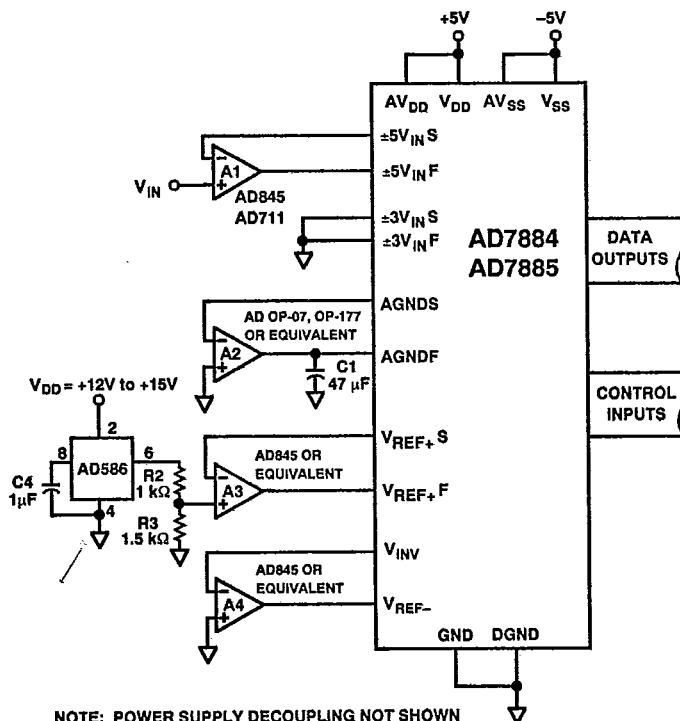 +5V
–5V
AVDD
VDD
AVSS
VSS
±5VIN S
±5VIN F
±3VIN S
±3VIN F
VIN
–
+
A1
AD845
AD711
AD7884
AD7885
DATA
OUTPUTS
AGNDS
AGNDF
AD OP-07, OP-177
OR EQUIVALENT
–
+
A2
C1
47 µF
CONTROL
INPUTS
VDD = +12V to +15V
2
8
6
AD586
4
C4
1µF
R2
1 kΩ
R3
1.5 kΩ
VREF+ S
VREF+ F
AD845 OR
EQUIVALENT
–
+
A3
VINV
VREF–
AD845 OR
EQUIVALENT
–
+
A4
GND
DGND
NOTE: POWER SUPPLY DECOUPLING NOT SHOWN